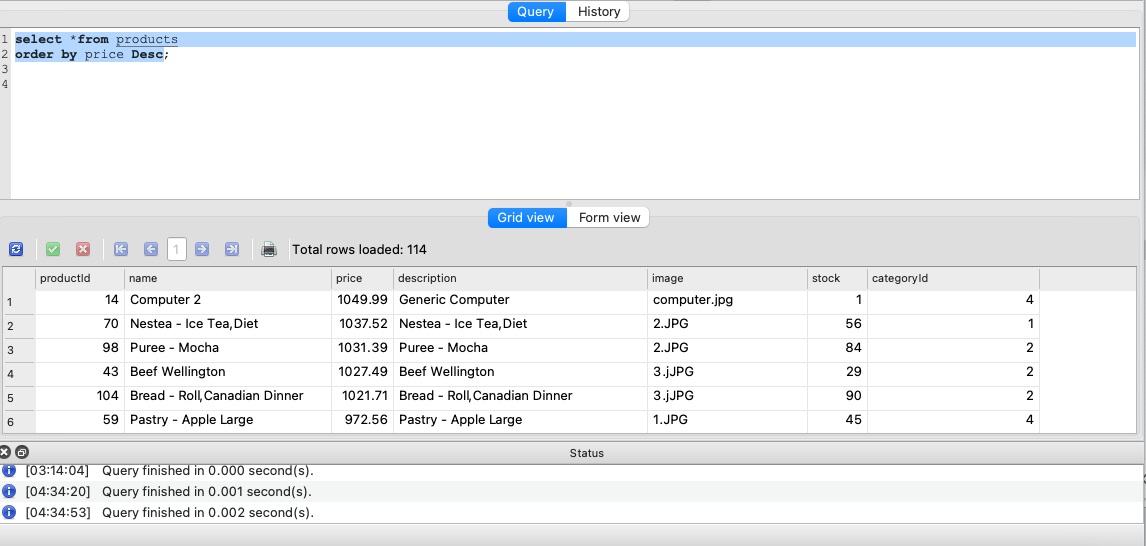 Query History
1 select *from products
2 order by price Desc;
3
4
Grid view Form view
1 Total rows loaded: 114
productId name price description image stock categoryId
1 14 Computer 2 1049.99 Generic Computer computer.jpg 1 4
2 70 Nestea - Ice Tea,Diet 1037.52 Nestea - Ice Tea,Diet 2.JPG 56 1
3 98 Puree - Mocha 1031.39 Puree - Mocha 2.JPG 84 2
4 43 Beef Wellington 1027.49 Beef Wellington 3.jJPG 29 2
5 104 Bread - Roll,Canadian Dinner 1021.71 Bread - Roll,Canadian Dinner 3.jJPG 90 2
6 59 Pastry - Apple Large 972.56 Pastry - Apple Large 1.JPG 45 4
Status
[03:14:04] Query finished in 0.000 second(s).
[04:34:20] Query finished in 0.001 second(s).
[04:34:53] Query finished in 0.002 second(s).